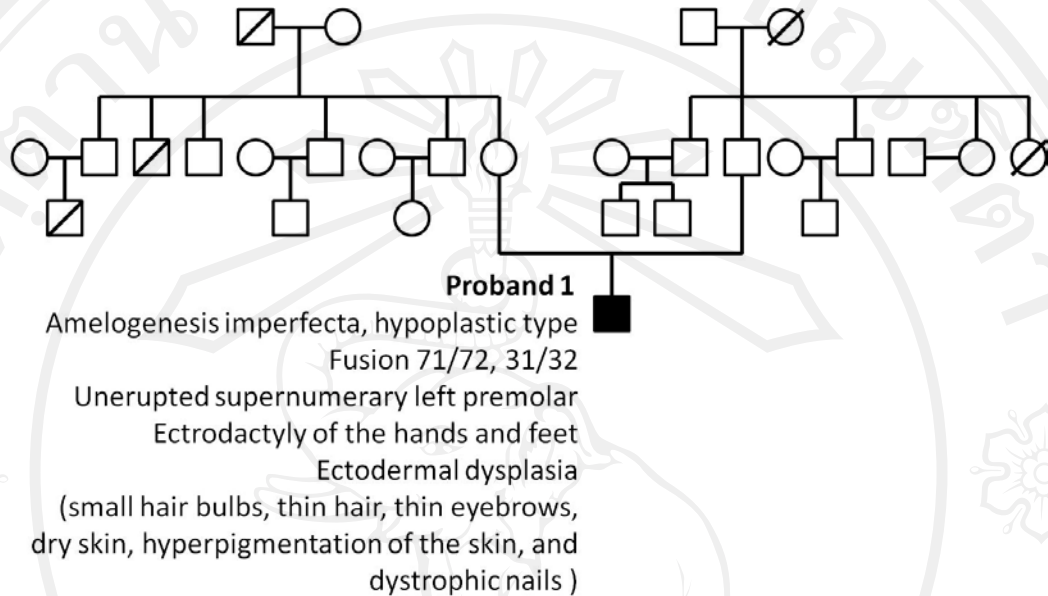 Proband 1
Amelogenesis imperfecta, hypoplastic type
Fusion 71/72, 31/32
Unerupted supernumerary left premolar
Ectrodactyly of the hands and feet
Ectodermal dysplasia
(small hair bulbs, thin hair, thin eyebrows,
dry skin, hyperpigmentation of the skin, and
dystrophic nails )